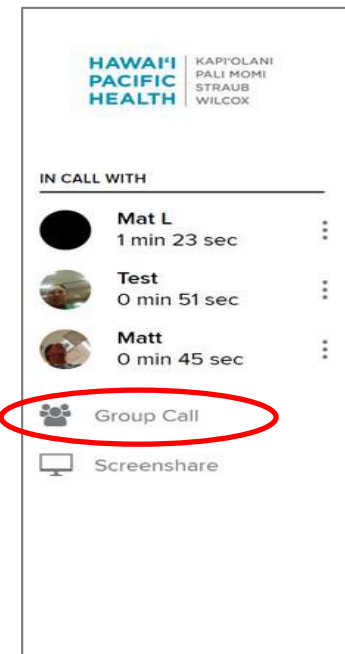 HAWAI'I
PACIFIC
HEALTH
KAPI'OLANI
PALI MOMI
STRAUB
WILCOX
IN CALL WITH
Mat L
1 min 23 sec
Test
0 min 51 sec
Matt
0 min 45 sec
Group Call
Screenshare